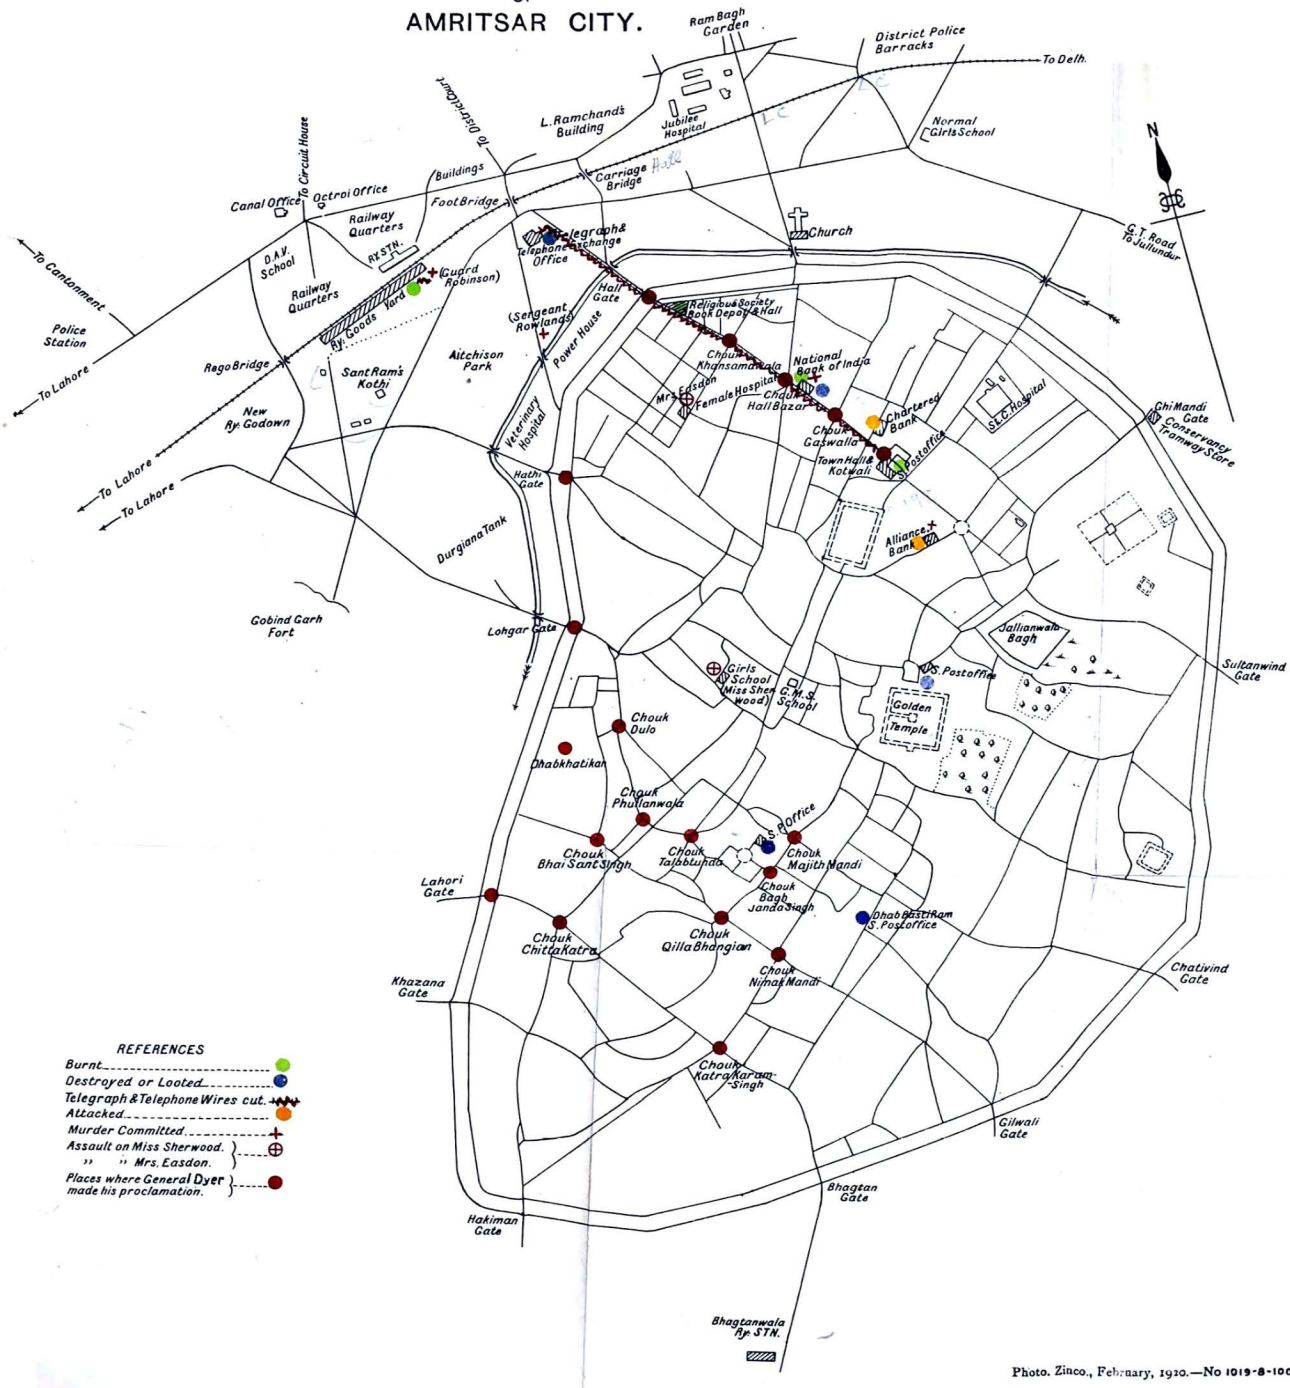 AMRITSAR CITY.
Ram Bagh
Garden
District Police
Barracks
To Delh.
To District Court
L. Ramchand's
Building
Jubilee
Hospital
LC
LC
Normal
Girls School
N
To Circuit House
Buildings
Carriage
Bridge
Hall
Canal Office
Octroi Office
Foot Bridge
Railway
Quarters
RY. STN.
Telegraph &
Telephone Exchange
Office
Church
G.T. Road
To Jullundur
To Cantonment
D.A.V.
School
Railway
Quarters
(Guard
Robinson)
Ry. Goods Yard
Hall
Gate
Religious Society
Book Depot & Hall
(Sergeant
Rowlands)
Power House
Police
Station
To Lahore
Rego Bridge
Sant Ram's
Kothi
Aitchison
Park
Chouk
Khansamanwala
National
Bank of India
Mrs. Easdon
Female Hospital
Chouk
Hall Bazar
Chartered
Bank
S.L.C. Hospital
Ghi Mandi
Gate
Conservancy
Tramway Store
New
Ry. Godown
Veterinary
Hospital
Chouk
Gaswalla
Town Hall &
Kotwali
S. Postoffice
To Lahore
To Lahore
Hathi
Gate
Durgiana Tank
Alliance
Bank
Gobind Garh
Fort
Lohgar Gate
Jallianwala
Bagh
Sultanwind
Gate
Girls
School
(Miss Sher
wood)
G.M.S.
School
S. Postoffice
Golden
Temple
Chouk
Dulo
Dhabkhatikan
Chouk
Phullanwala
S. P. Office
Chouk
Bhai Sant Singh
Chouk
Talabtunda
Chouk
Majith Mandi
Chouk
Bagh
Janda Singh
Lahori
Gate
Dhab Basti Ram
S. Postoffice
Chouk
Chitta Katra
Chouk
Qilla Bhangian
Chouk
Nimak Mandi
Chativind
Gate
Khazana
Gate
Chouk
Katra Karam-
-Singh
Gilwali
Gate
Bhagtan
Gate
Hakiman
Gate
Bhagtanwala
Ry. STN.
REFERENCES
Burnt
Destroyed or Looted
Telegraph & Telephone Wires cut.
Attacked
Murder Committed
Assault on Miss Sherwood.
" " Mrs. Easdon.
Places where General Dyer
made his proclamation.
Photo. Zinco., February, 1920.—No 1019-8-100